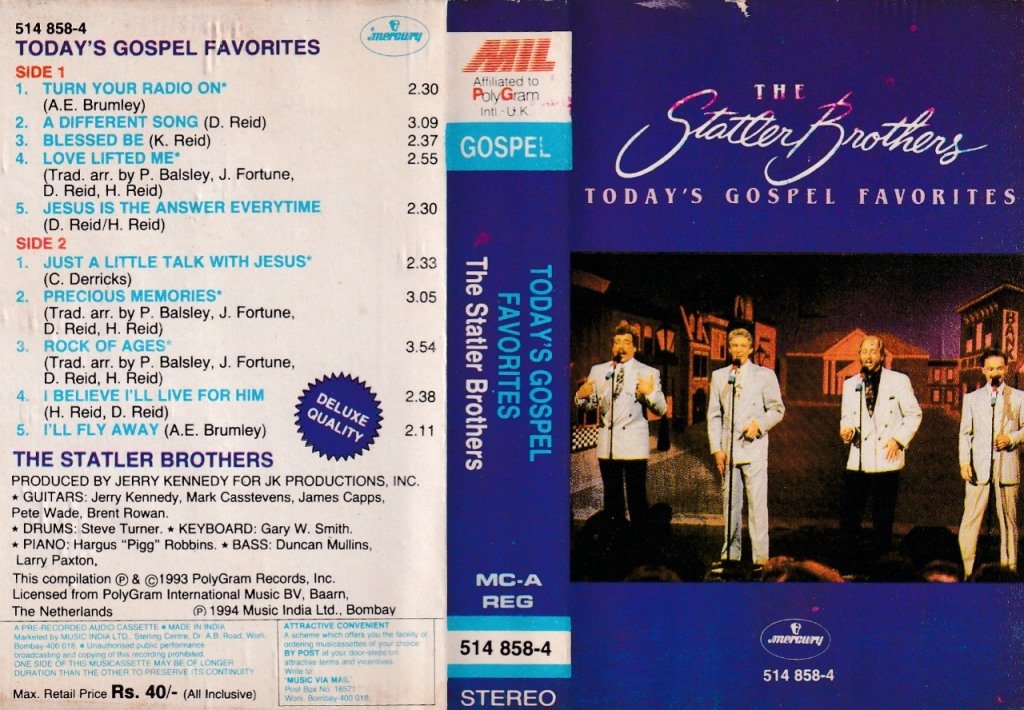 514 858-4
mercury
TODAY'S GOSPEL FAVORITES
SIDE 1
1. TURN YOUR RADIO ON* 2.30
(A.E. Brumley)
2. A DIFFERENT SONG (D. Reid) 3.09
3. BLESSED BE (K. Reid) 2.37
4. LOVE LIFTED ME* 2.55
(Trad. arr. by P. Balsley, J. Fortune,
D. Reid, H. Reid)
5. JESUS IS THE ANSWER EVERYTIME 2.30
(D. Reid/H. Reid)
SIDE 2
1. JUST A LITTLE TALK WITH JESUS* 2.33
(C. Derricks)
2. PRECIOUS MEMORIES* 3.05
(Trad. arr. by P. Balsley, J. Fortune,
D. Reid, H. Reid)
3. ROCK OF AGES* 3.54
(Trad. arr. by P. Balsley, J. Fortune,
D. Reid, H. Reid)
4. I BELIEVE I'LL LIVE FOR HIM 2.38
(H. Reid, D. Reid)
5. I'LL FLY AWAY (A.E. Brumley) 2.11
DELUXE
QUALITY
THE STATLER BROTHERS
PRODUCED BY JERRY KENNEDY FOR JK PRODUCTIONS, INC.
★ GUITARS: Jerry Kennedy, Mark Casstevens, James Capps,
Pete Wade, Brent Rowan.
★ DRUMS: Steve Turner. ★ KEYBOARD: Gary W. Smith.
★ PIANO: Hargus "Pigg" Robbins. ★ BASS: Duncan Mullins,
Larry Paxton,
This compilation ℗ & ©1993 PolyGram Records, Inc.
Licensed from PolyGram International Music BV, Baarn,
The Netherlands ℗ 1994 Music India Ltd., Bombay
A PRE-RECORDED AUDIO CASSETTE ● MADE IN INDIA
Marketed by MUSIC INDIA LTD., Sterling Centre, Dr. A.B. Road, Worli,
Bombay-400 018. ● Unauthorised public performance
broadcasting and copying of this recording prohibited
ONE SIDE OF THIS MUSICASSETTE MAY BE OF LONGER
DURATION THAN THE OTHER TO PRESERVE ITS CONTINUITY
Max. Retail Price Rs. 40/- (All Inclusive)
ATTRACTIVE CONVENIENT
A scheme which offers you the facility of
ordering musicassettes of your choice
BY POST at your door-steps on
attractive terms and incentives
Write to
'MUSIC VIA MAIL'
Post Box No. 16571
Worli, Bombay-400 018.
MIL
Affiliated to
PolyGram
Intl. U.K.
GOSPEL
TODAY'S GOSPEL
FAVORITES
The Statler Brothers
MC-A
REG
514 858-4
STEREO
THE
Statler Brothers
TODAY'S GOSPEL FAVORITES
BANK
mercury
514 858-4